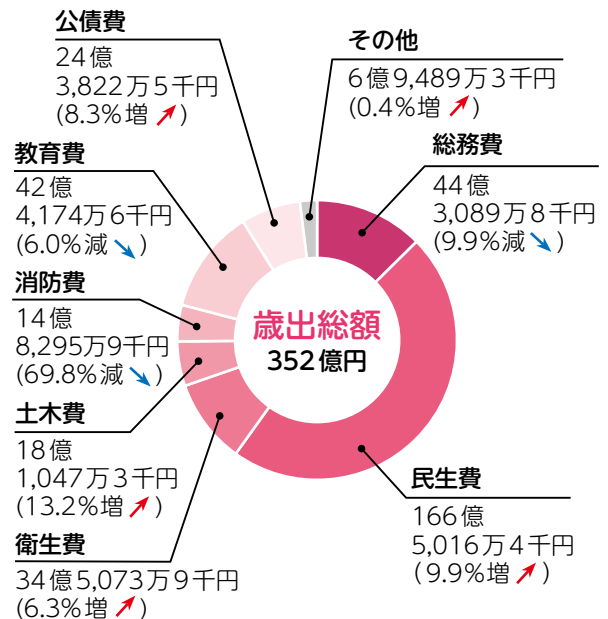 公債費
24億
3,822万5千円
(8.3%増↗)
その他
6億9,489万3千円
(0.4%増↗)
総務費
44億
3,089万8千円
(9.9%減↘)
教育費
42億
4,174万6千円
(6.0%減↘)
消防費
14億
8,295万9千円
(69.8%減↘)
歳出総額
352億円
土木費
18億
1,047万3千円
(13.2%増↗)
民生費
166億
5,016万4千円
(9.9%増↗)
衛生費
34億5,073万9千円
(6.3%増↗)